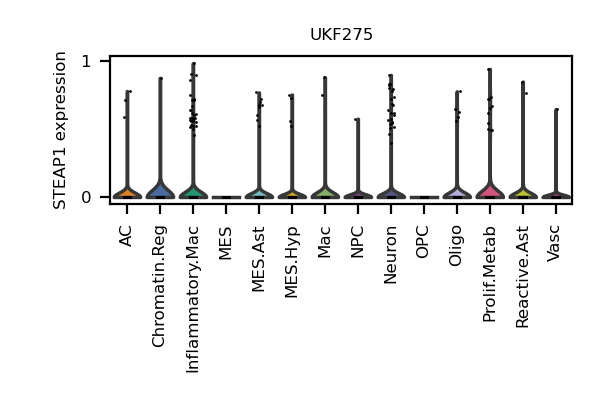 UKF275
STEAP1 expression
1
0
AC
Chromatin.Reg
Inflammatory.Mac
MES
MES.Ast
MES.Hyp
Mac
NPC
Neuron
OPC
Oligo
Prolif.Metab
Reactive.Ast
Vasc